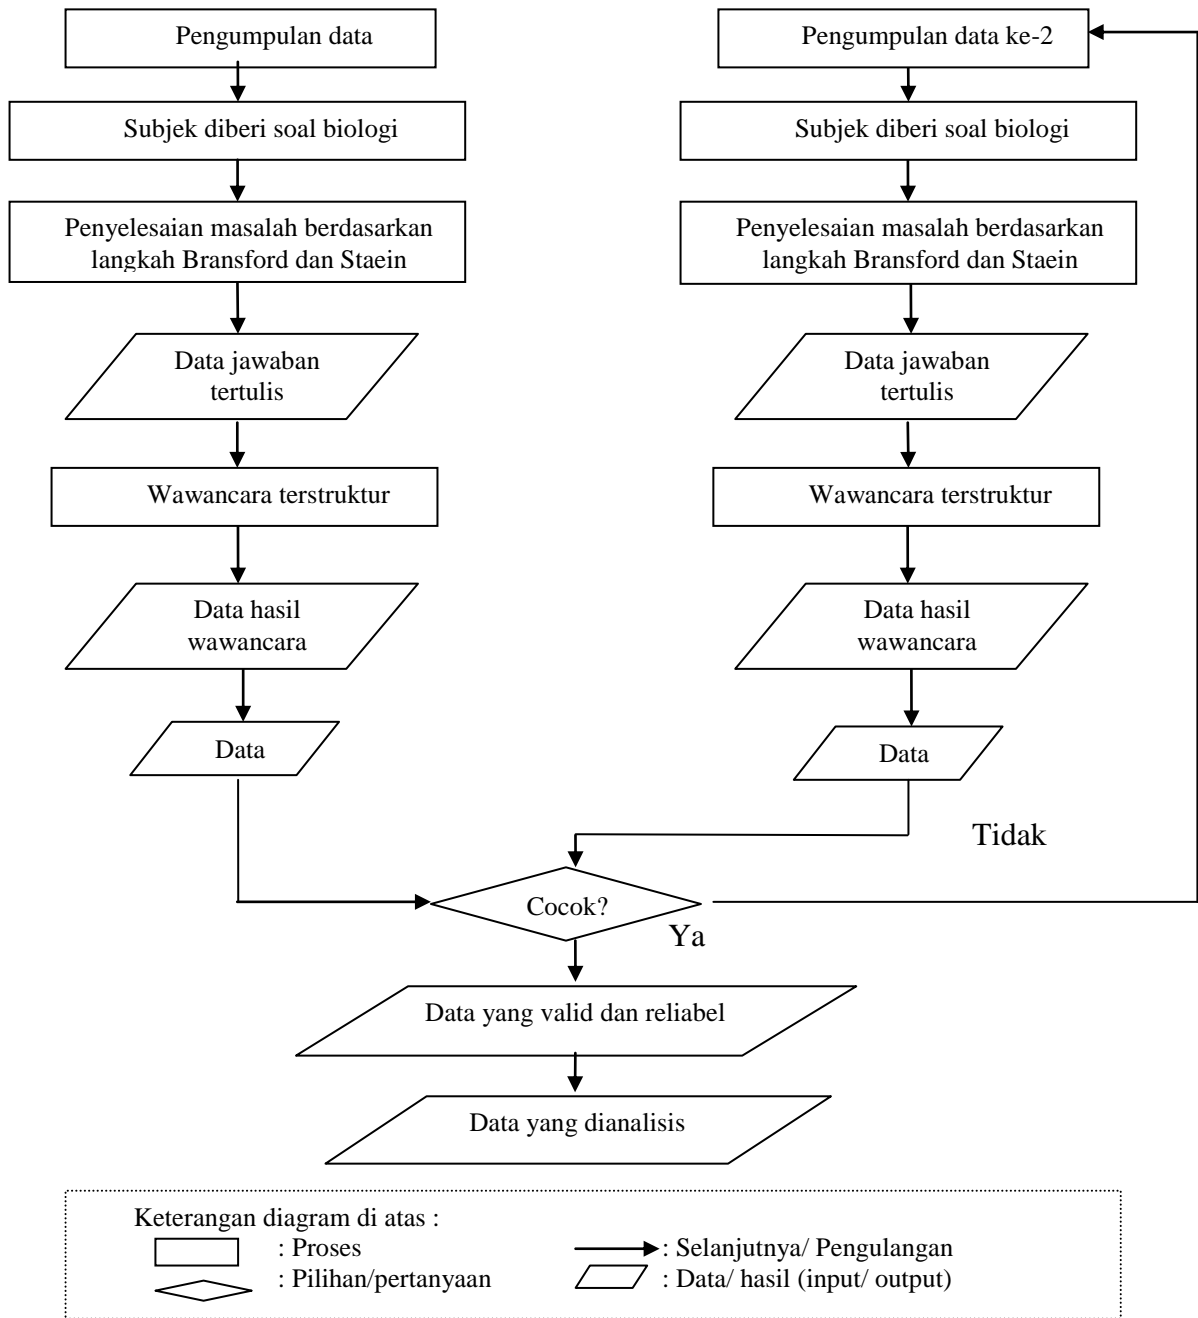 Pengumpulan data
Subjek diberi soal biologi
Penyelesaian masalah berdasarkan
langkah Bransford dan Staein
Data jawaban
tertulis
Wawancara terstruktur
Data hasil
wawancara
Data
Pengumpulan data ke-2
Subjek diberi soal biologi
Penyelesaian masalah berdasarkan
langkah Bransford dan Staein
Data jawaban
tertulis
Wawancara terstruktur
Data hasil
wawancara
Data
Tidak
Cocok?
Ya
Data yang valid dan reliabel
Data yang dianalisis
Keterangan diagram di atas :
: Proses
: Selanjutnya/ Pengulangan
: Pilihan/pertanyaan
: Data/ hasil (input/ output)